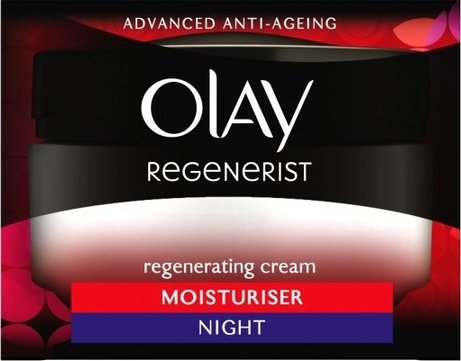 ADVANCED ANTI-AGEING
OLAY
REGENERIST
regenerating cream
MOISTURISER
NIGHT